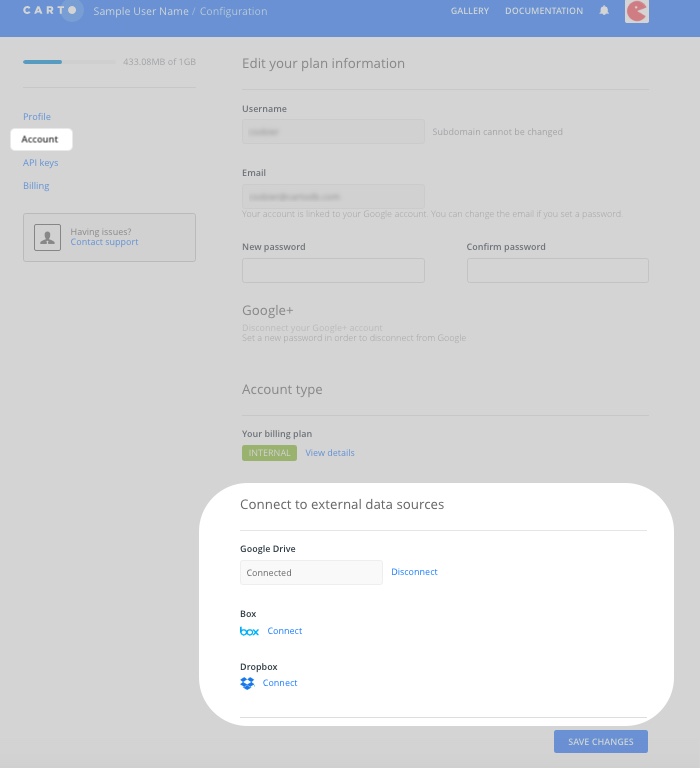 CARTO Sample User Name / Configuration GALLERY DOCUMENTATION
433.08MB of 1GB
Profile
Account
API keys
Billing
Having issues?
Contact support
Edit your plan information
Username
Subdomain cannot be changed
Email
Your account is linked to your Google account. You can change the email if you set a password.
New password Confirm password
Google+
Disconnect your Google+ account
Set a new password in order to disconnect from Google
Account type
Your billing plan
INTERNAL View details
Connect to external data sources
Google Drive
Connected Disconnect
Box
box Connect
Dropbox
Connect
SAVE CHANGES